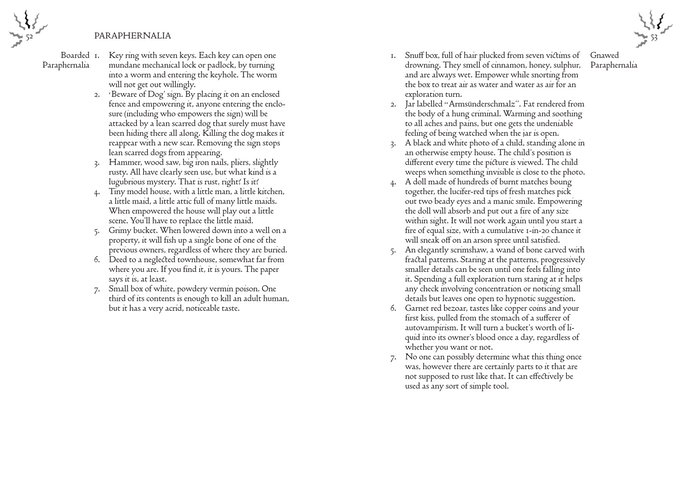 52
PARAPHERNALIA
Boarded
Paraphernalia
1. Key ring with seven keys. Each key can open one
mundane mechanical lock or padlock, by turning
into a worm and entering the keyhole. The worm
will not get out willingly.
2. ‘Beware of Dog’ sign. By placing it on an enclosed
fence and empowering it, anyone entering the enclo-
sure (including who empowers the sign) will be
attacked by a lean scarred dog that surely must have
been hiding there all along. Killing the dog makes it
reappear with a new scar. Removing the sign stops
lean scarred dogs from appearing.
3. Hammer, wood saw, big iron nails, pliers, slightly
rusty. All have clearly seen use, but what kind is a
lugubrious mystery. That is rust, right? Is it?
4. Tiny model house, with a little man, a little kitchen,
a little maid, a little attic full of many little maids.
When empowered the house will play out a little
scene. You’ll have to replace the little maid.
5. Grimy bucket. When lowered down into a well on a
property, it will fish up a single bone of one of the
previous owners, regardless of where they are buried.
6. Deed to a neglected townhouse, somewhat far from
where you are. If you find it, it is yours. The paper
says it is, at least.
7. Small box of white, powdery vermin poison. One
third of its contents is enough to kill an adult human,
but it has a very acrid, noticeable taste.
53
Gnawed
Paraphernalia
1. Snuff box, full of hair plucked from seven victims of
drowning. They smell of cinnamon, honey, sulphur,
and are always wet. Empower while snorting from
the box to treat air as water and water as air for an
exploration turn.
2. Jar labelled “Armsünderschmalz”. Fat rendered from
the body of a hung criminal. Warming and soothing
to all aches and pains, but one gets the undeniable
feeling of being watched when the jar is open.
3. A black and white photo of a child, standing alone in
an otherwise empty house. The child’s position is
different every time the picture is viewed. The child
weeps when something invisible is close to the photo.
4. A doll made of hundreds of burnt matches boung
together, the lucifer-red tips of fresh matches pick
out two beady eyes and a manic smile. Empowering
the doll will absorb and put out a fire of any size
within sight. It will not work again until you start a
fire of equal size, with a cumulative 1-in-20 chance it
will sneak off on an arson spree until satisfied.
5. An elegantly scrimshaw, a wand of bone carved with
fractal patterns. Staring at the patterns, progressively
smaller details can be seen until one feels falling into
it. Spending a full exploration turn staring at it helps
any check involving concentration or noticing small
details but leaves one open to hypnotic suggestion.
6. Garnet red bezoar, tastes like copper coins and your
first kiss, pulled from the stomach of a sufferer of
autovampirism. It will turn a bucket’s worth of li-
quid into its owner’s blood once a day, regardless of
whether you want or not.
7. No one can possibly determine what this thing once
was, however there are certainly parts to it that are
not supposed to rust like that. It can effectively be
used as any sort of simple tool.